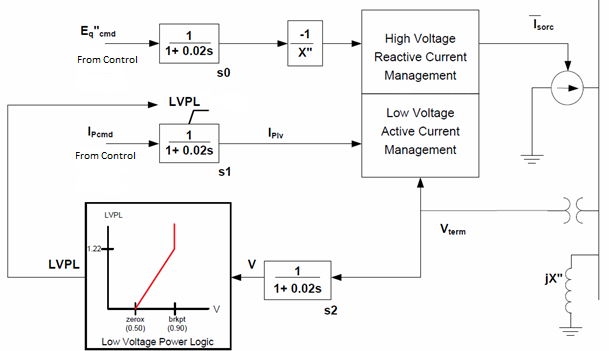 Eq"cmd
From Control
1
1+ 0.02s
s0
-1
X"
High Voltage
Reactive Current
Management
Isorc
LVPL
IPcmd
From Control
1
1+ 0.02s
s1
IPlv
Low Voltage
Active Current
Management
Vterm
jX"
LVPL
LVPL
1.22
V
zerox
(0.50)
brkpt
(0.90)
Low Voltage Power Logic
V
1
1+ 0.02s
s2